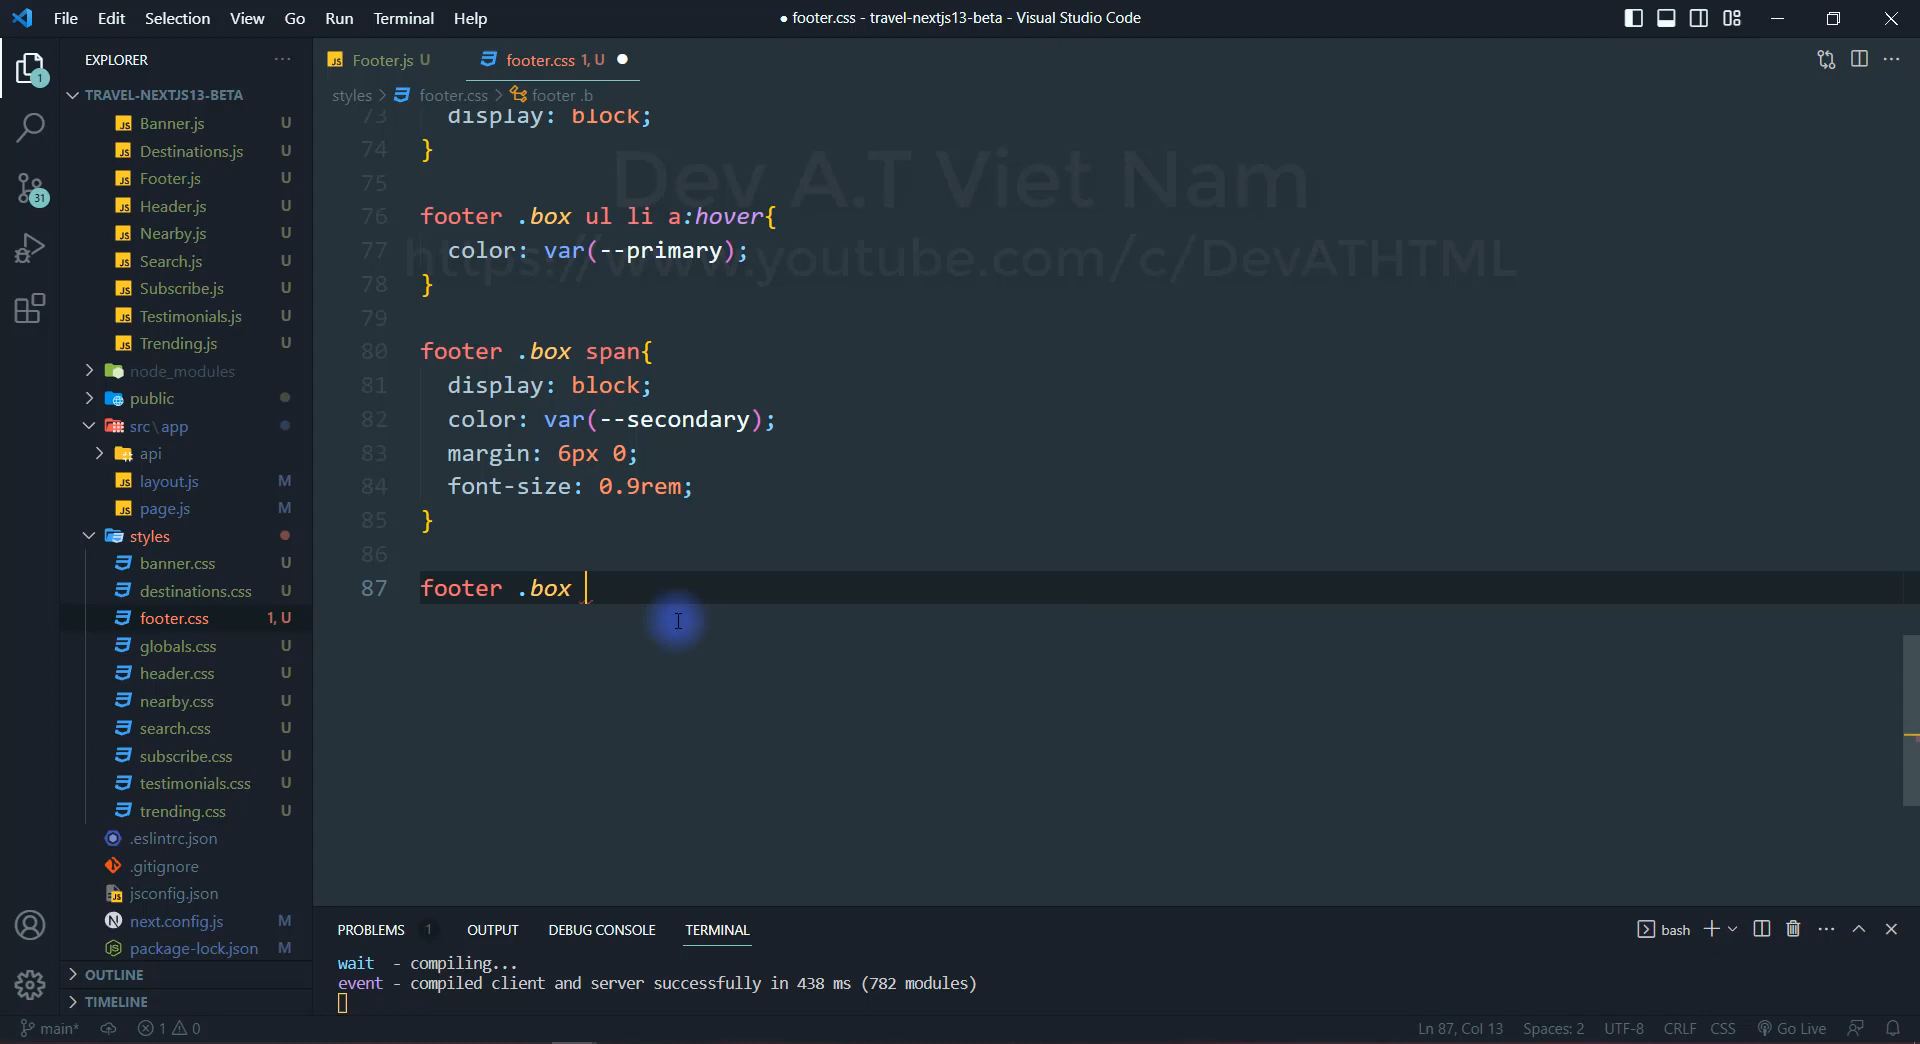 File Edit Selection View Go Run Terminal Help
● footer.css - travel-nextjs13-beta - Visual Studio Code
EXPLORER
TRAVEL-NEXTJS13-BETA
Banner.js U
Destinations.js U
Footer.js U
Header.js U
Nearby.js U
Search.js U
Subscribe.js U
Testimonials.js U
Trending.js U
node_modules
public
src\app
api
layout.js M
page.js M
styles
banner.css U
destinations.css U
footer.css 1, U
globals.css U
header.css U
nearby.css U
search.css U
subscribe.css U
testimonials.css U
trending.css U
.eslintrc.json
.gitignore
jsconfig.json
next.config.js M
package-lock.json M
OUTLINE
TIMELINE
1
31
Footer.js U
footer.css 1, U
styles > footer.css > footer .b
73 display: block;
74 }
75
76 footer .box ul li a:hover{
77 color: var(--primary);
78 }
79
80 footer .box span{
81 display: block;
82 color: var(--secondary);
83 margin: 6px 0;
84 font-size: 0.9rem;
85 }
86
87 footer .box
Dev A.T Viet Nam
https://www.youtube.com/c/DevATHTML
PROBLEMS 1 OUTPUT DEBUG CONSOLE TERMINAL
bash
wait - compiling...
event - compiled client and server successfully in 438 ms (782 modules)
main* 1 0
Ln 87, Col 13 Spaces: 2 UTF-8 CRLF CSS Go Live